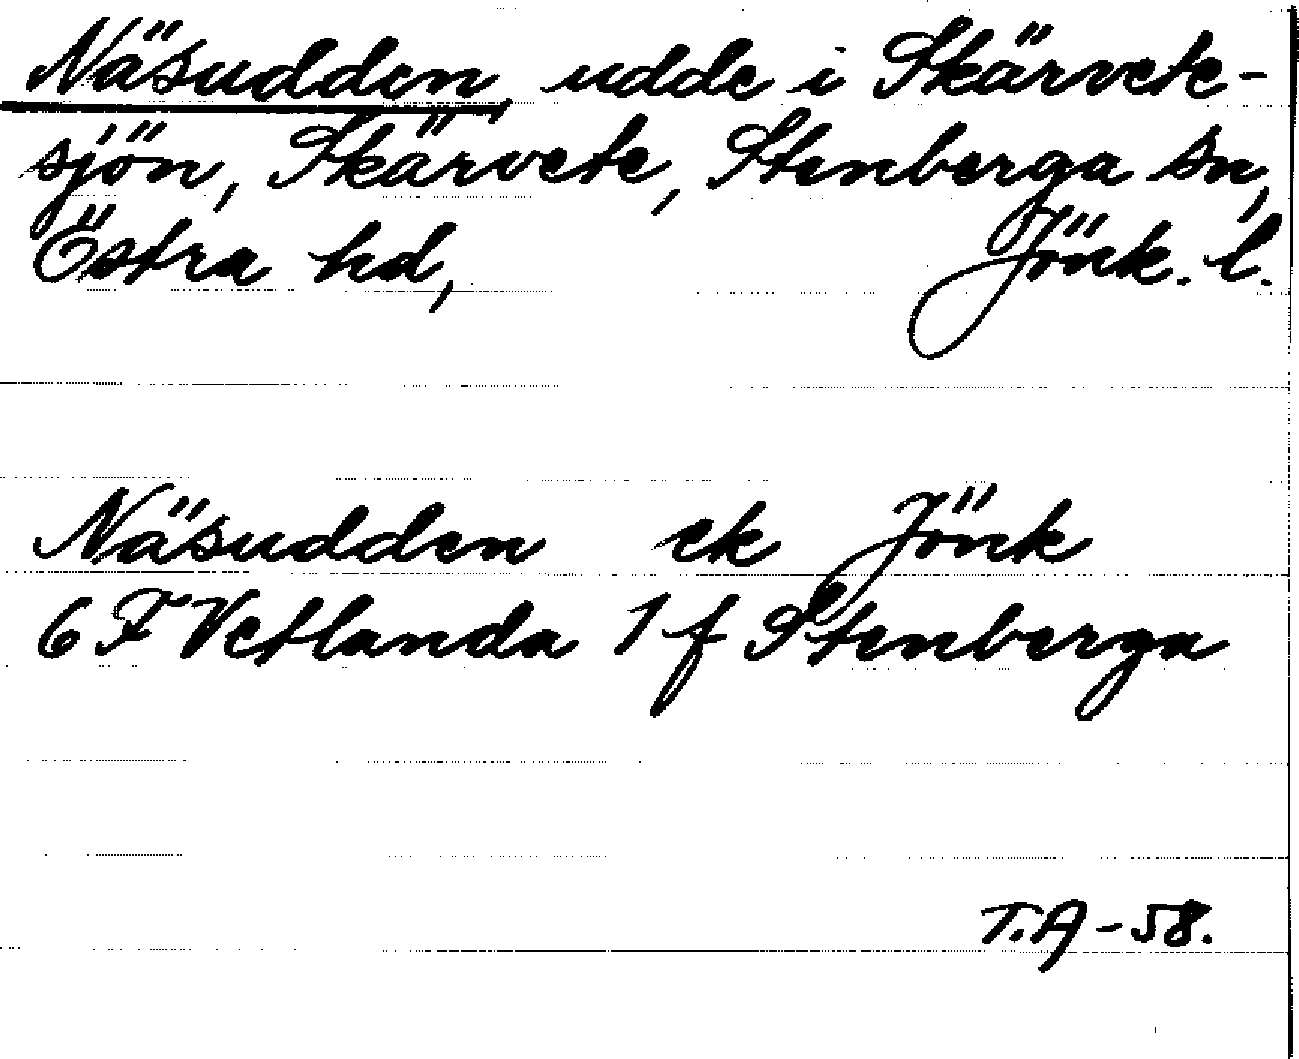 Näsudden, udde i Skärvete-
sjön, Skärvete, Stenberga sn,
Östra hd, Jönk. l.
Näsudden ek Jönk
6 F Vetlanda 1 f Stenberga
T.A -58.